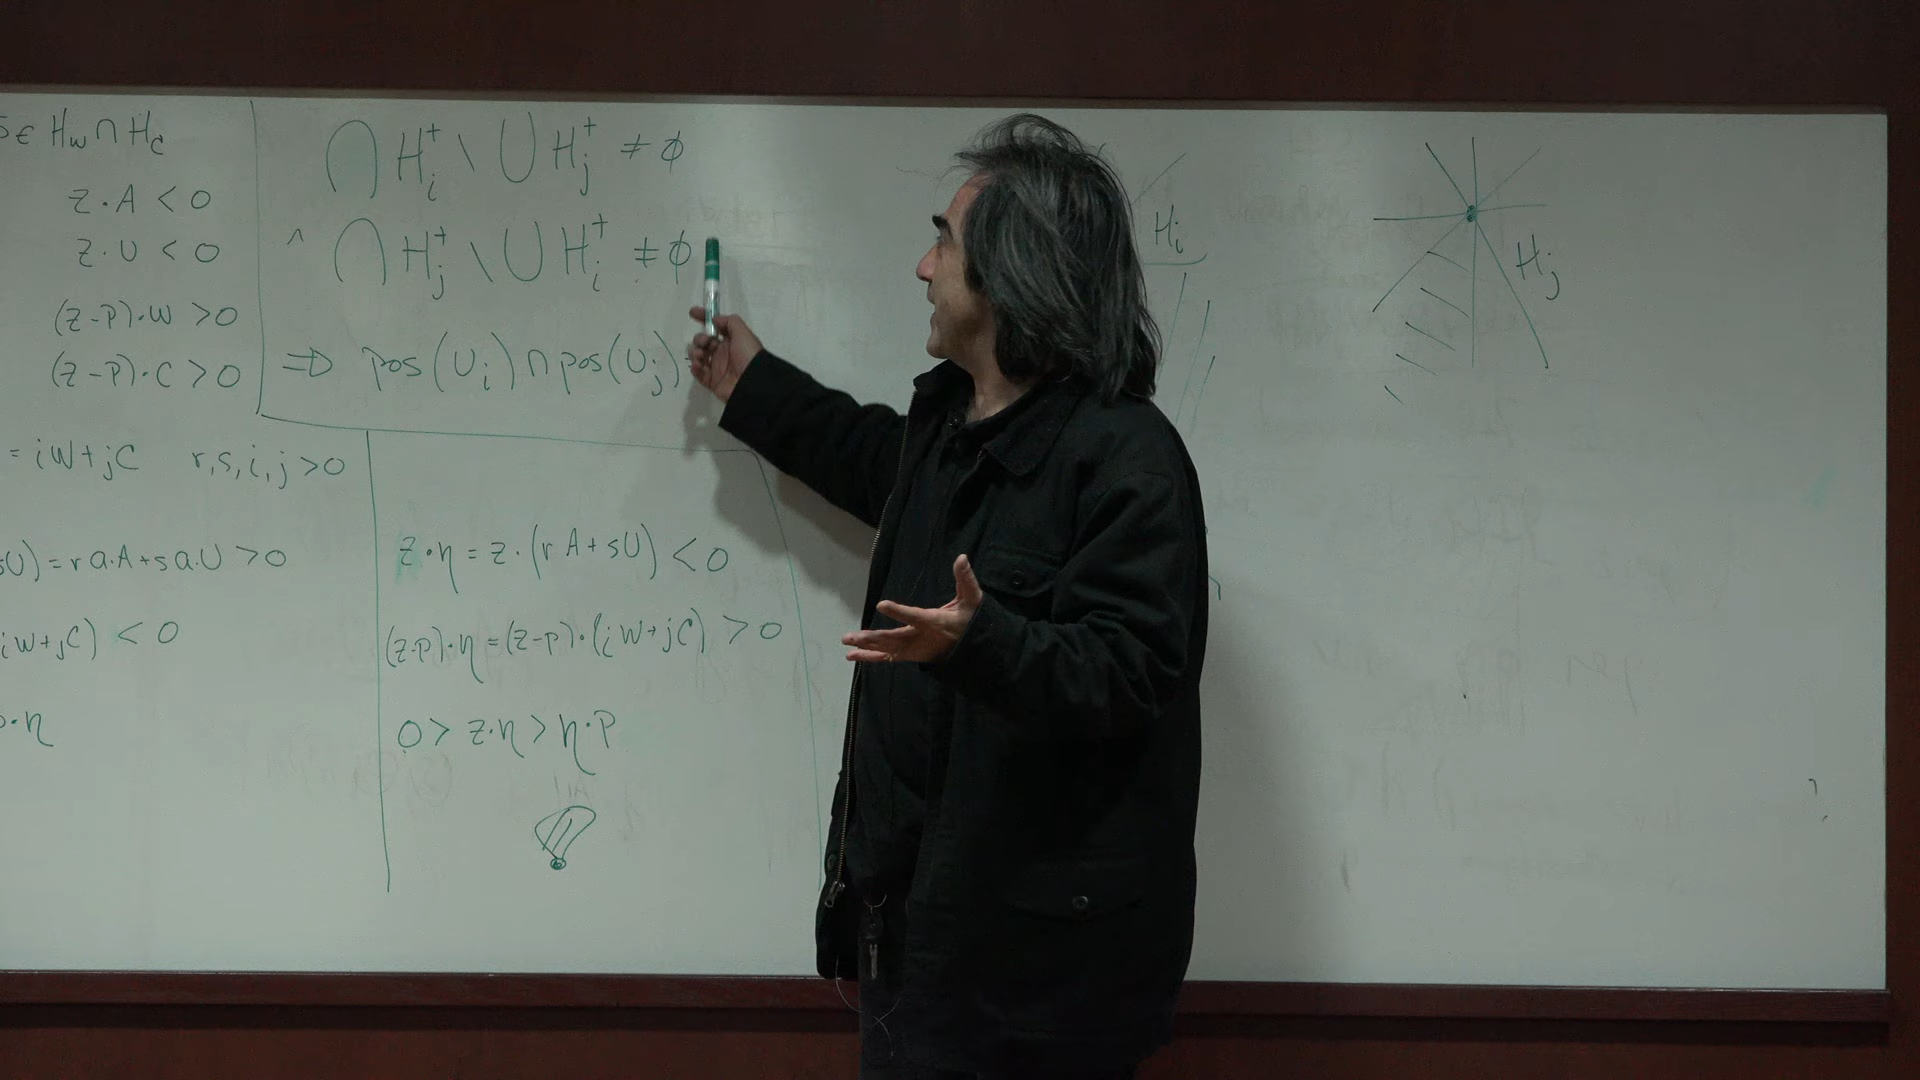 ∈ H_w ∩ H_c
z·A < 0
z·U < 0
(z-p)·W > 0
(z-p)·C > 0
= iW+jC r,s,i,j > 0
U) = r a·A + s a·U > 0
iW+jC) < 0
·η
⋂ H_i^+ \ ⋃ H_j^+ ≠ ∅
^ ⋂ H_j^+ \ ⋃ H_i^+ ≠ ∅
⇒ pos(U_i) ∩ pos(U_j)
z·η = z·(rA+sU) < 0
(z-p)·η = (z-p)·(iW+jC) > 0
0 > z·η > η·p
H_i
H_j